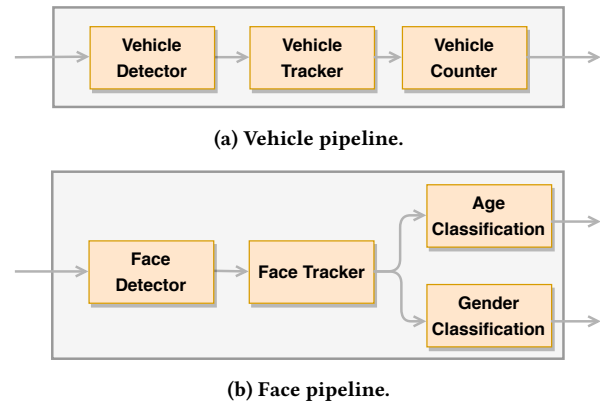 Vehicle
Detector
Vehicle
Tracker
Vehicle
Counter
(a) Vehicle pipeline.
Face
Detector
Face Tracker
Age
Classification
Gender
Classification
(b) Face pipeline.